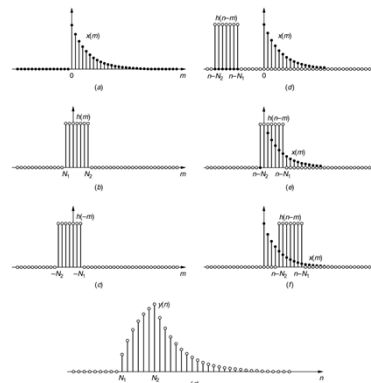 x(m)
0
m
(a)
h(m)
N1
N2
m
(b)
h(−m)
−N2
−N1
m
(c)
h(n−m)
x(m)
n−N2
n−N1
0
m
(d)
h(n−m)
x(m)
n−N2
n−N1
m
(e)
h(n−m)
x(m)
n−N2
n−N1
m
(f)
y(n)
N1
N2
n